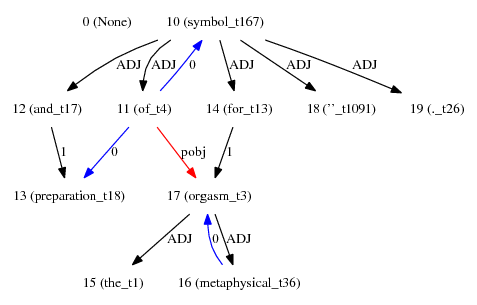 0 (None) 10 (symbol_t167)
ADJ ADJ 0 ADJ ADJ ADJ
12 (and_t17) 11 (of_t4) 14 (for_t13) 18 (''_t1091) 19 (._t26)
1 0 pobj 1
13 (preparation_t18) 17 (orgasm_t3)
ADJ 0 ADJ
15 (the_t1) 16 (metaphysical_t36)